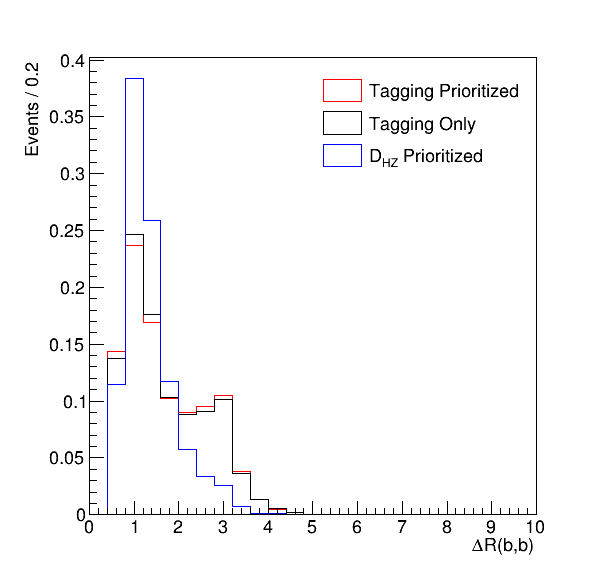 Events / 0.2
0.4
0.35
0.3
0.25
0.2
0.15
0.1
0.05
0
Tagging Prioritized
Tagging Only
D_HZ Prioritized
0 1 2 3 4 5 6 7 8 9 10
ΔR(b,b)